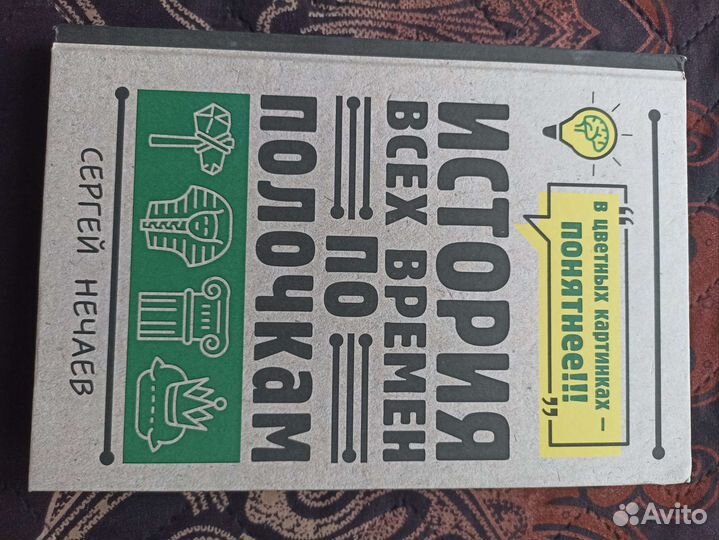 „В ЦВЕТНЫХ КАРТИНКАХ –
ПОНЯТНЕЕ!!!”
ИСТОРИЯ
ВСЕХ ВРЕМЕН
ПО
ПОЛОЧКАМ
СЕРГЕЙ НЕЧАЕВ
Avito